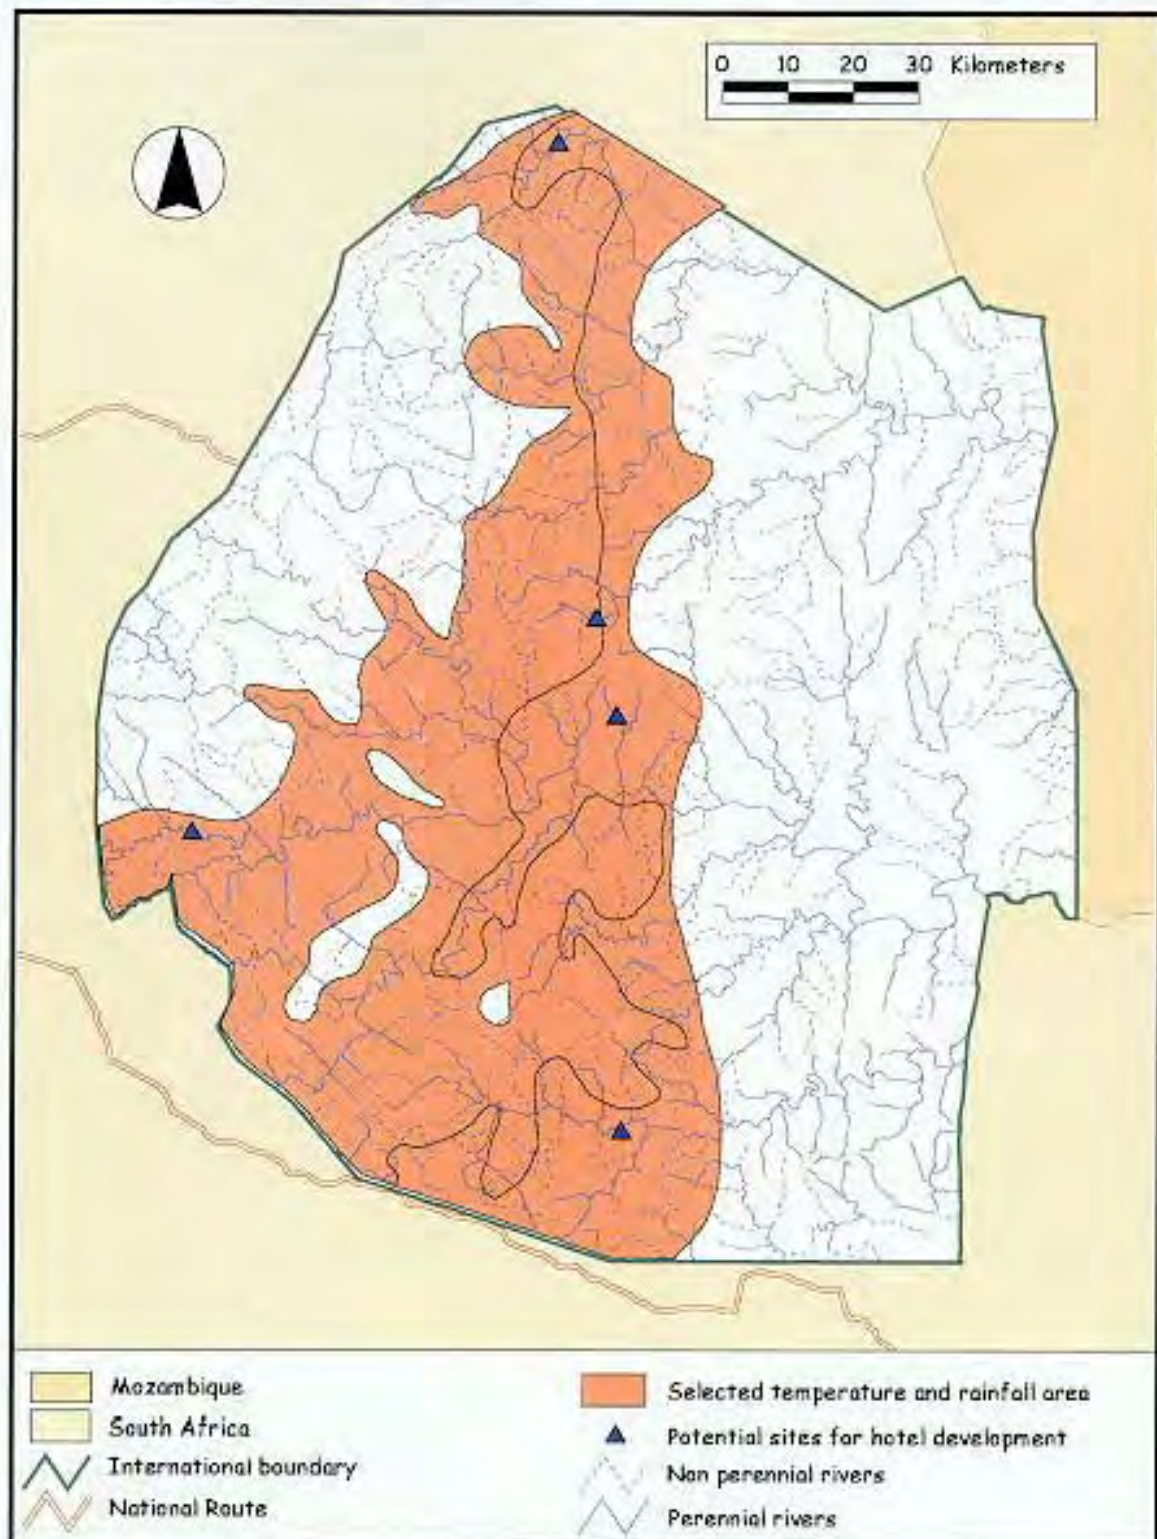 0 10 20 30 Kilometers
Mozambique
South Africa
International boundary
National Route
Selected temperature and rainfall area
Potential sites for hotel development
Non perennial rivers
Perennial rivers